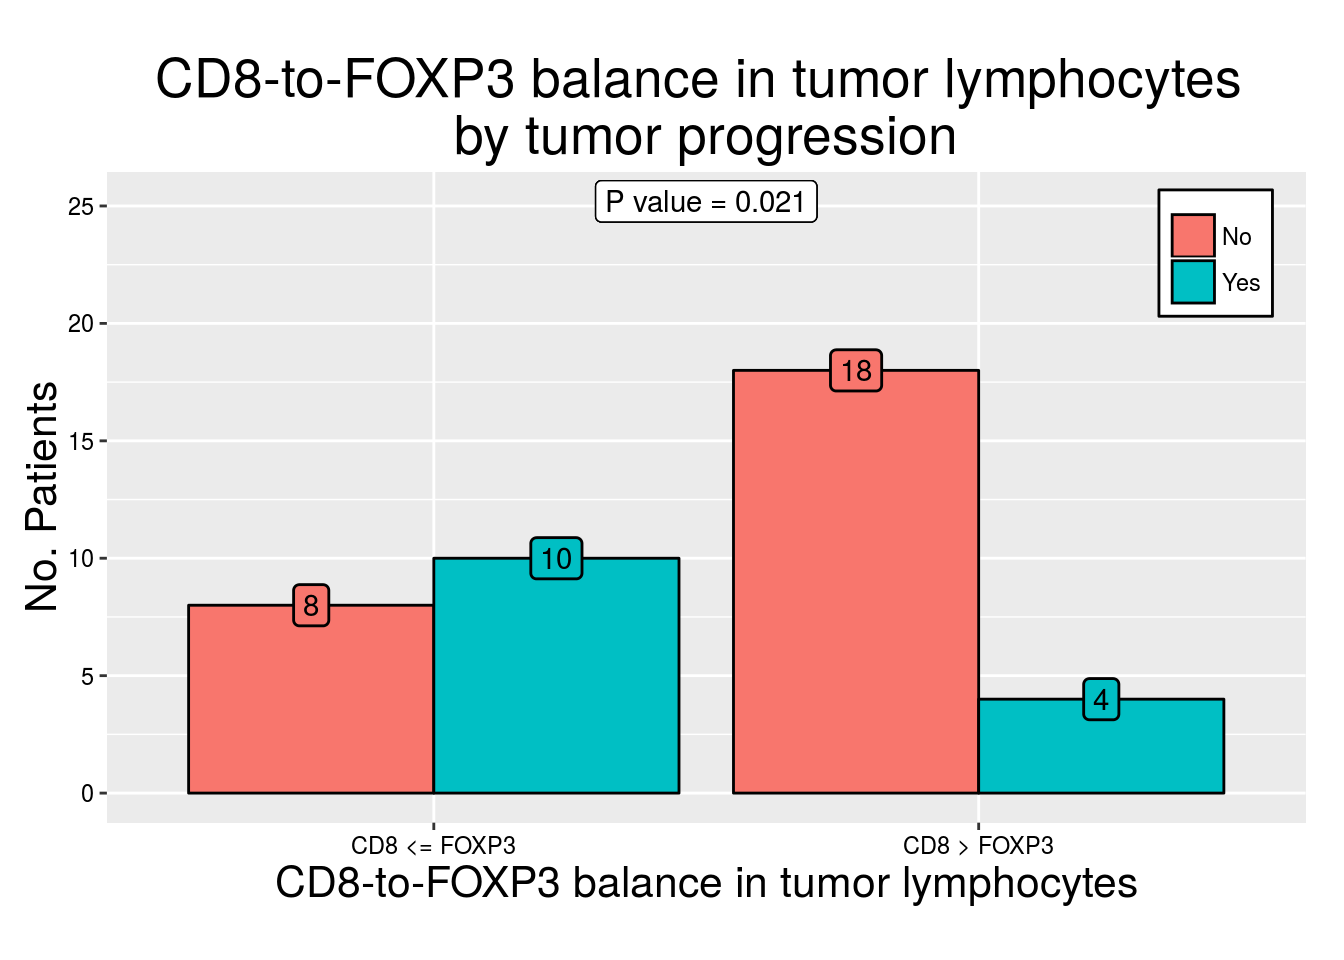 CD8-to-FOXP3 balance in tumor lymphocytes
by tumor progression
P value = 0.021
No
Yes
No. Patients
25
20
15
10
5
0
8
10
18
4
CD8 <= FOXP3
CD8 > FOXP3
CD8-to-FOXP3 balance in tumor lymphocytes